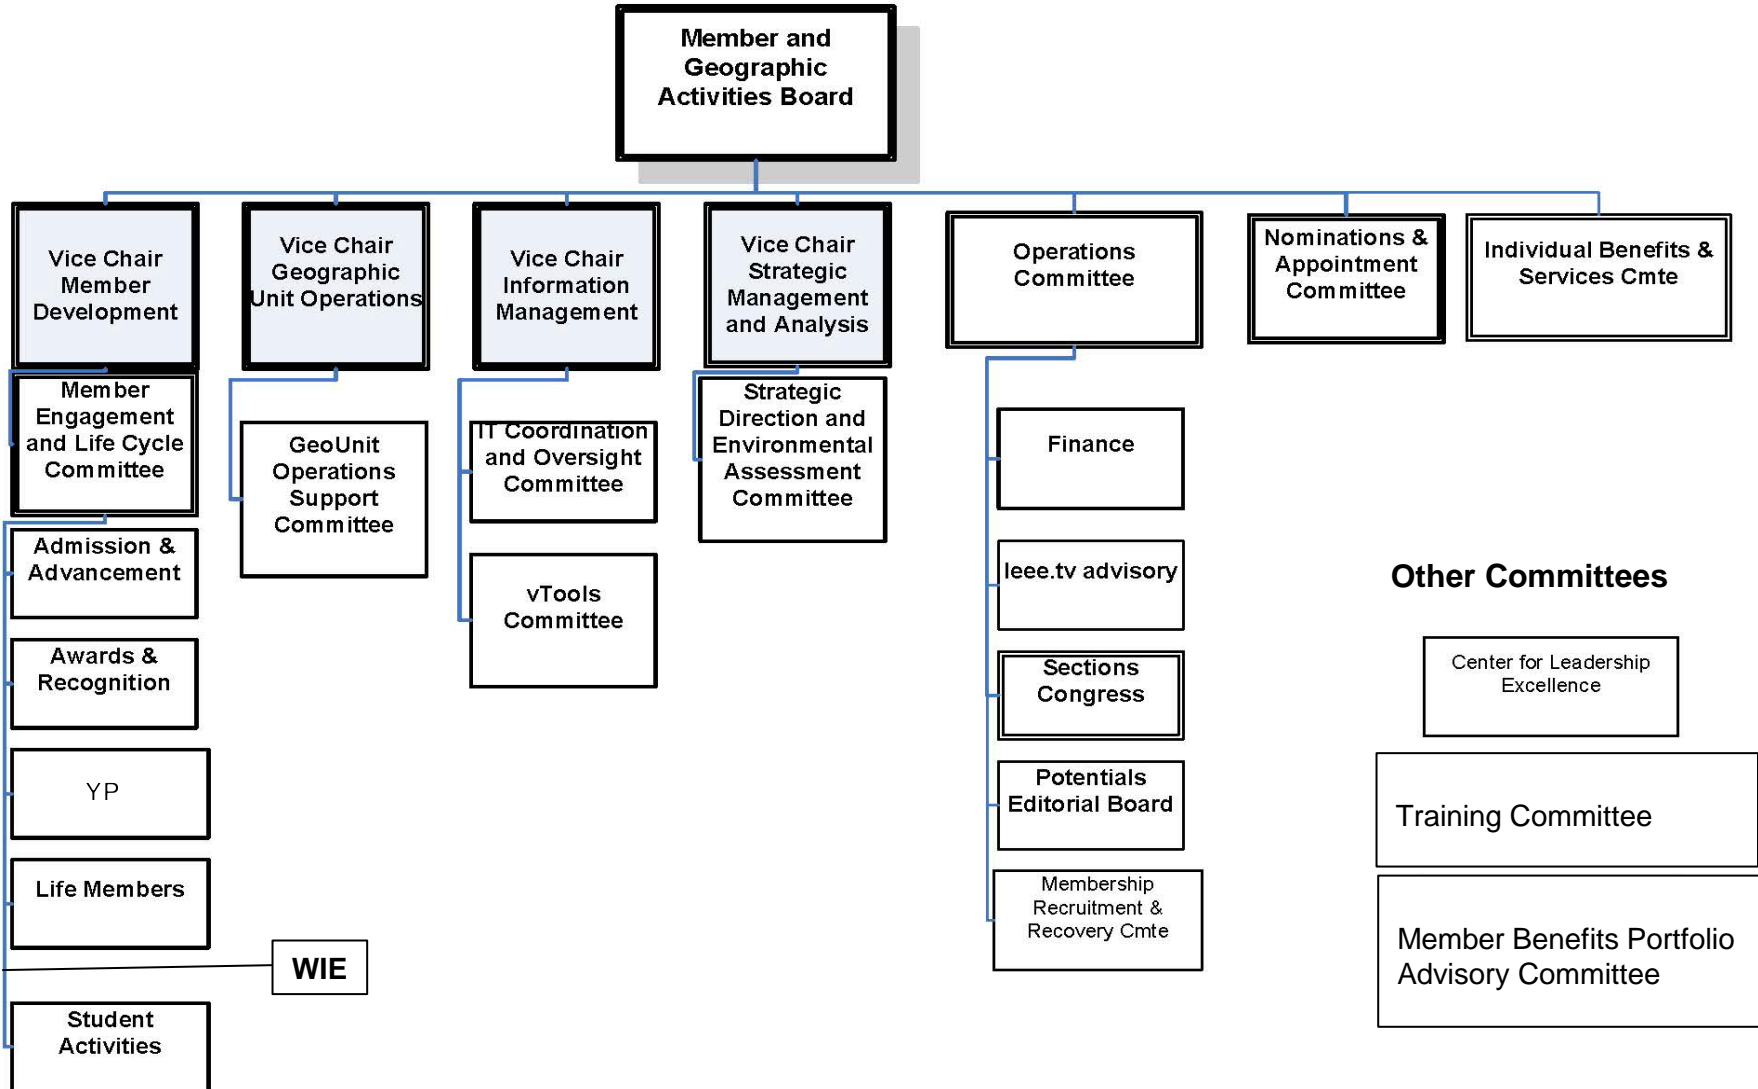 Member and
Geographic
Activities Board
Vice Chair
Member
Development
Vice Chair
Geographic
Unit Operations
Vice Chair
Information
Management
Vice Chair
Strategic
Management
and Analysis
Operations
Committee
Nominations &
Appointment
Committee
Individual Benefits &
Services Cmte
Member
Engagement
and Life Cycle
Committee
Admission &
Advancement
Awards &
Recognition
YP
Life Members
WIE
Student
Activities
GeoUnit
Operations
Support
Committee
IT Coordination
and Oversight
Committee
vTools
Committee
Strategic
Direction and
Environmental
Assessment
Committee
Finance
Ieee.tv advisory
Sections
Congress
Potentials
Editorial Board
Membership
Recruitment &
Recovery Cmte
Other Committees
Center for Leadership
Excellence
Training Committee
Member Benefits Portfolio
Advisory Committee